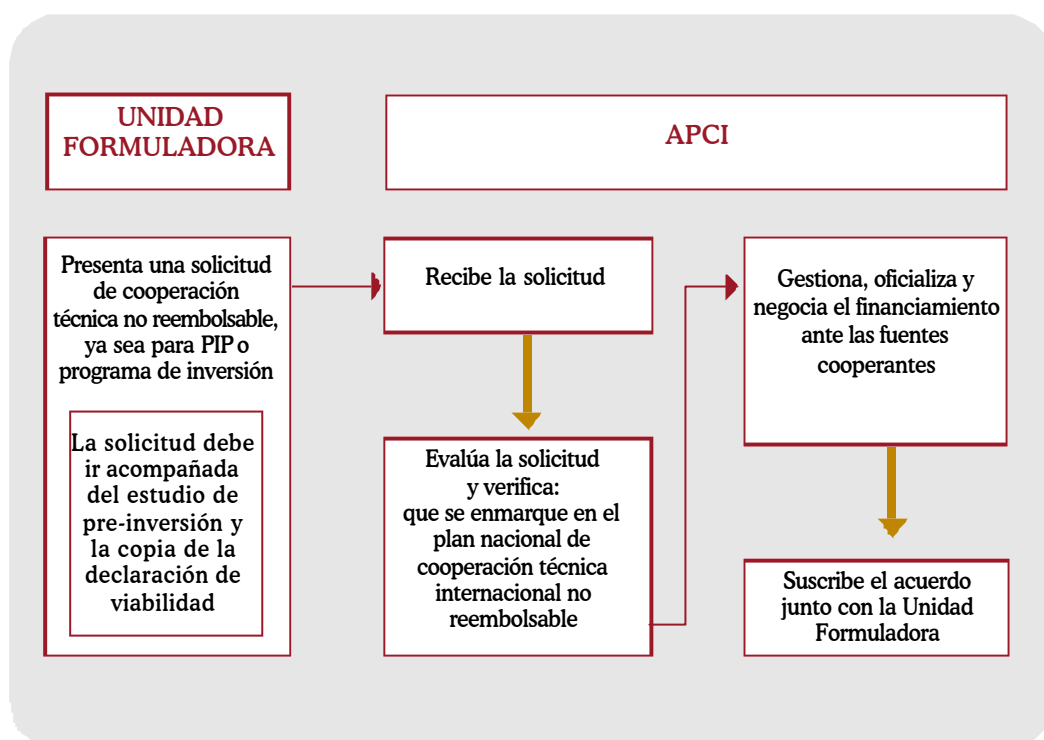 UNIDAD
FORMULADORA
APCI
Presenta una solicitud
de cooperación
técnica no reembolsable,
ya sea para PIP o
programa de inversión
La solicitud debe
ir acompañada
del estudio de
pre-inversión y
la copia de la
declaración de
viabilidad
Recibe la solicitud
Evalúa la solicitud
y verifica:
que se enmarque en el
plan nacional de
cooperación técnica
internacional no
reembolsable
Gestiona, oficializa y
negocia el financiamiento
ante las fuentes
cooperantes
Suscribe el acuerdo
junto con la Unidad
Formuladora